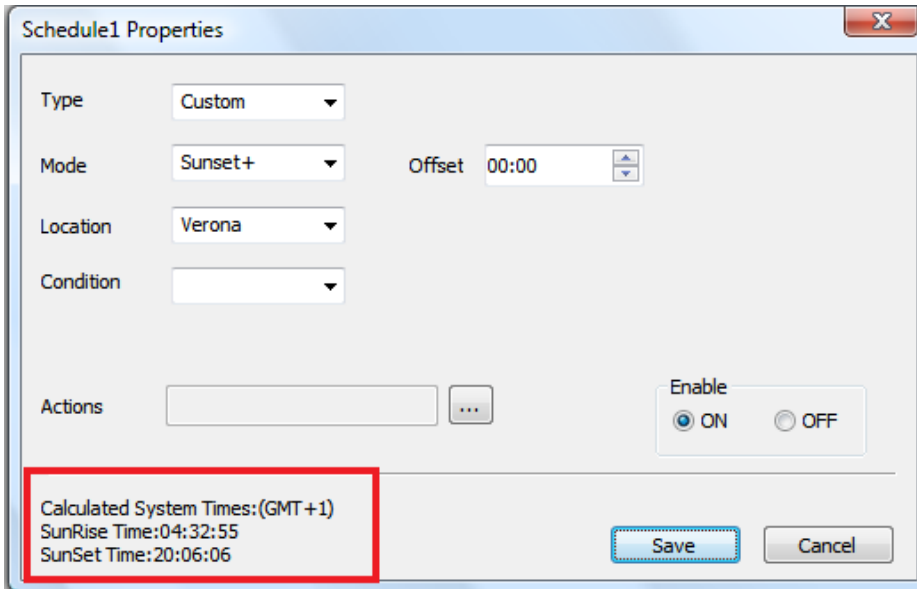 Schedule1 Properties
Type Custom
Mode Sunset+ Offset 00:00
Location Verona
Condition
Actions ...
Enable
ON OFF
Calculated System Times:(GMT+1)
SunRise Time:04:32:55
SunSet Time:20:06:06
Save Cancel